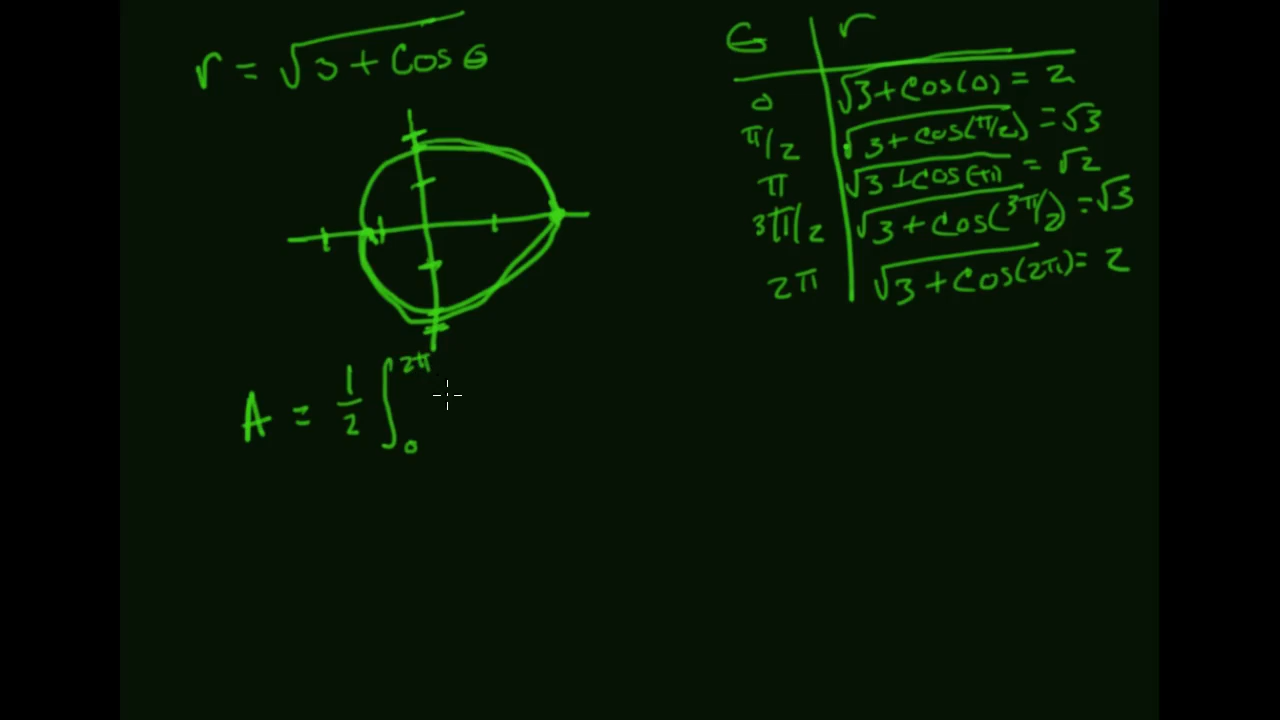 r = √3 + Cos θ
θ | r
0 | √3 + Cos(0) = 2
π/2 | √3 + Cos(π/2) = √3
π | √3 + Cos(π) = √2
3π/2 | √3 + Cos(3π/2) = √3
2π | √3 + Cos(2π) = 2
A = 1/2 ∫₀^2π